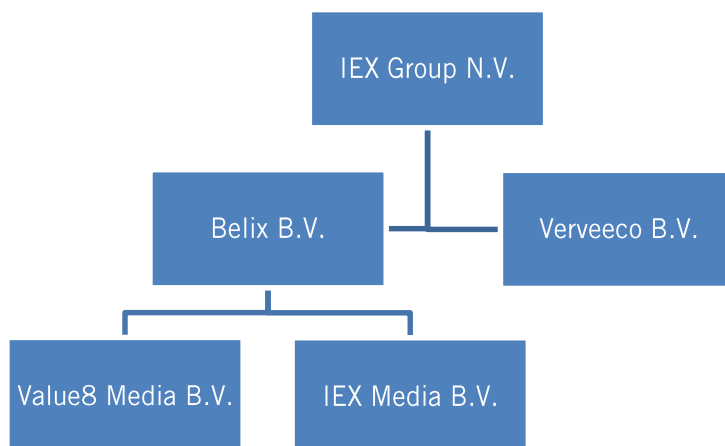 IEX Group N.V.
Belix B.V.
Verveeco B.V.
Value8 Media B.V.
IEX Media B.V.